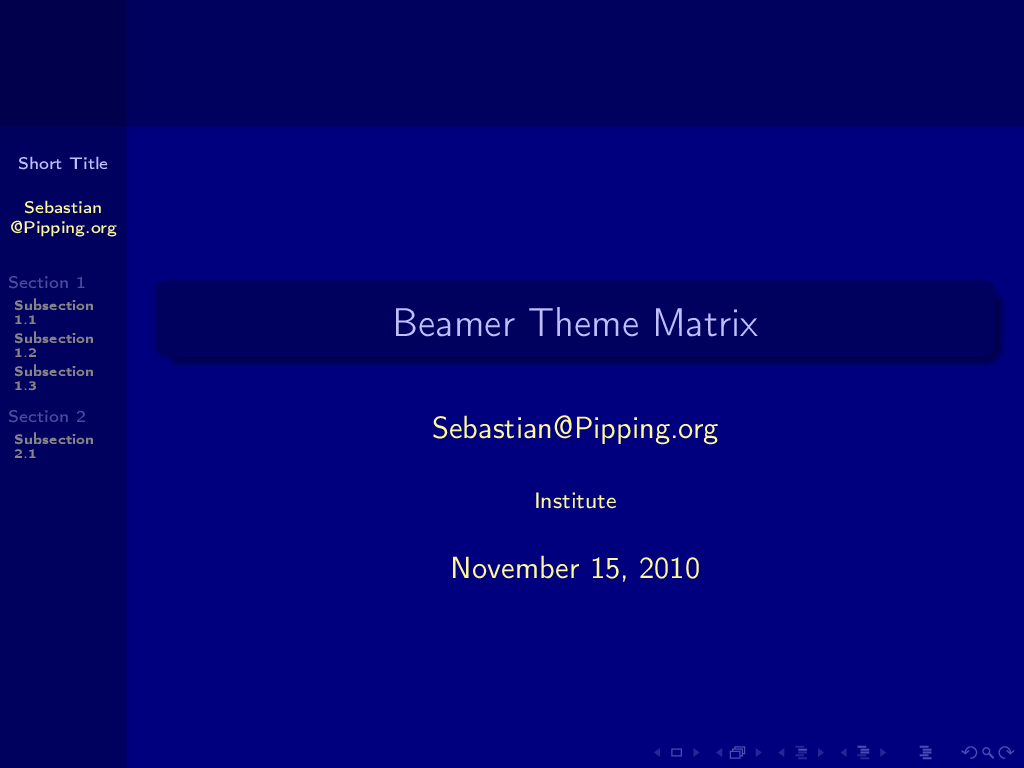 Short Title
Sebastian
@Pipping.org
Section 1
Subsection
1.1
Subsection
1.2
Subsection
1.3
Section 2
Subsection
2.1
Beamer Theme Matrix
Sebastian@Pipping.org
Institute
November 15, 2010